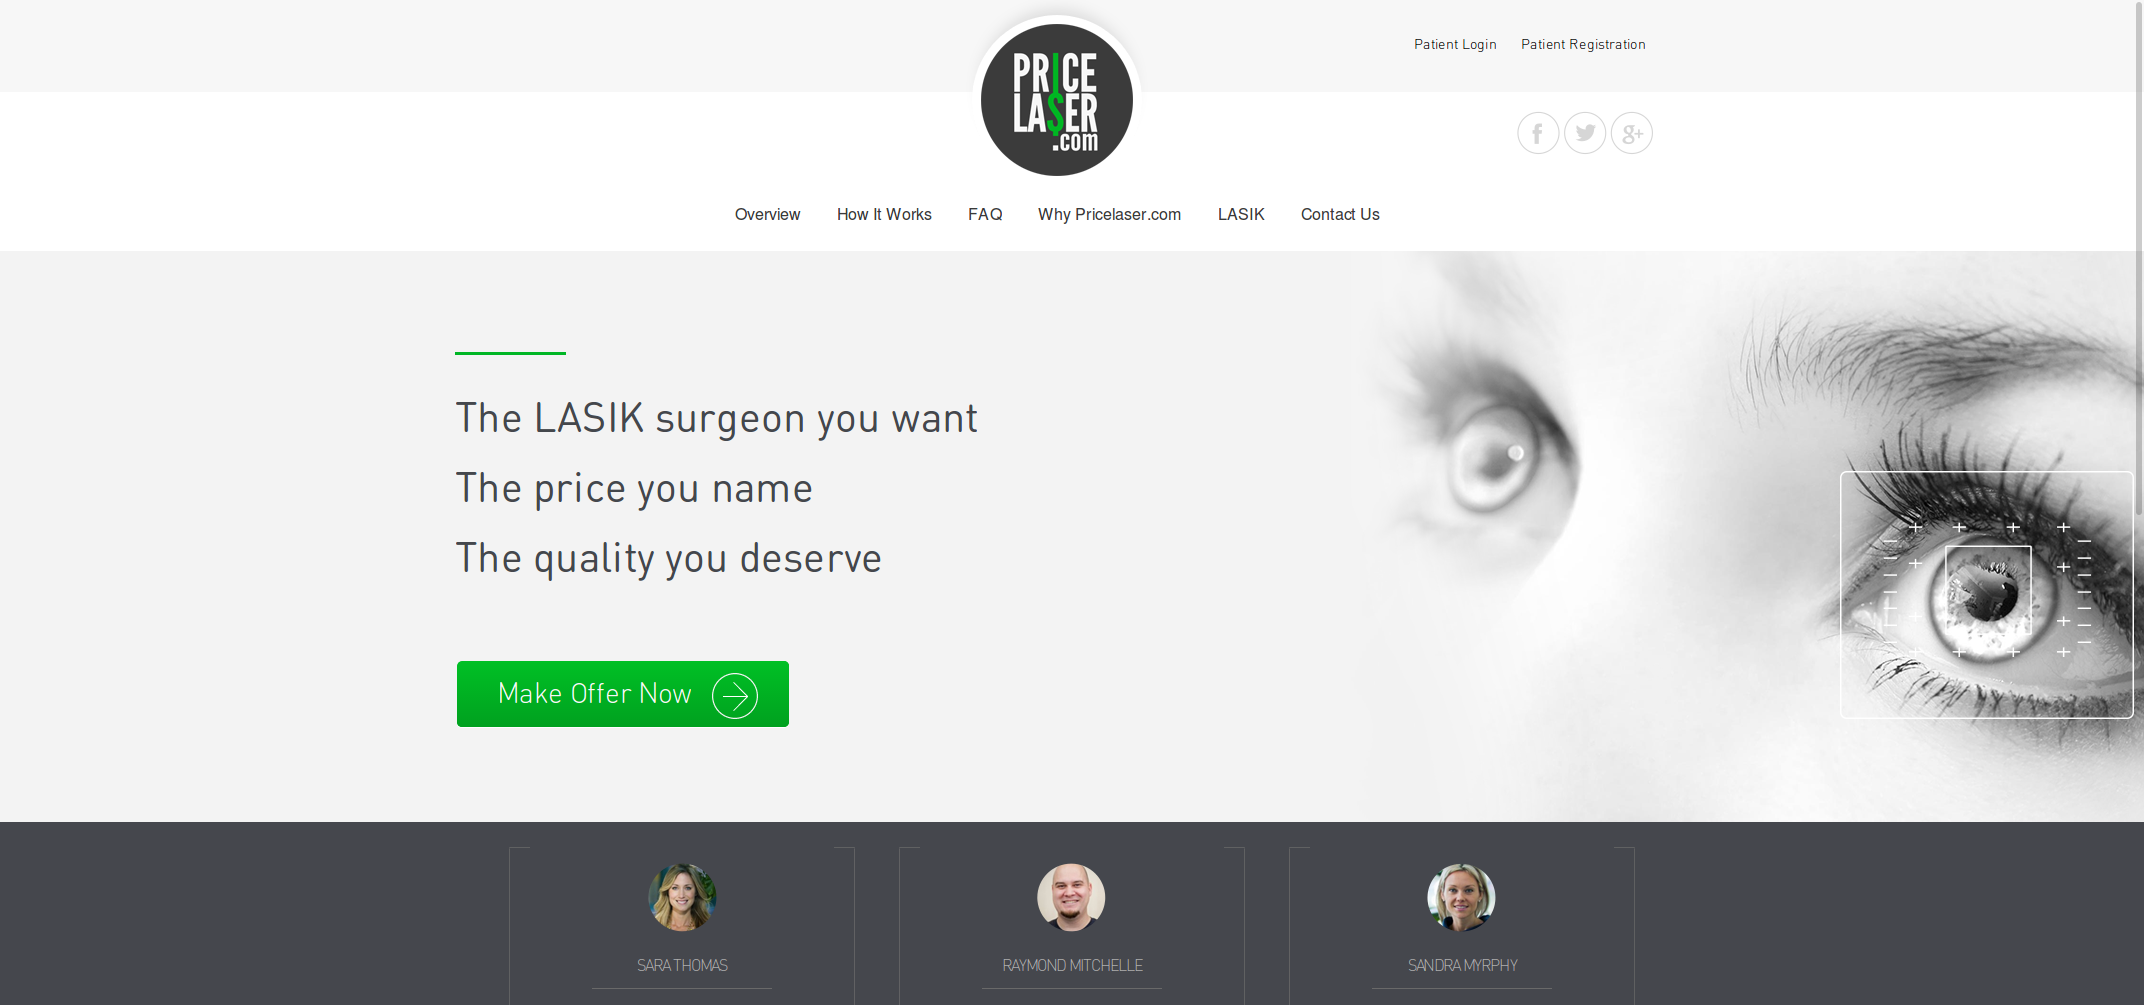 Patient Login Patient Registration
PRICE
LA$ER
.com
Overview How It Works FAQ Why Pricelaser.com LASIK Contact Us
The LASIK surgeon you want
The price you name
The quality you deserve
Make Offer Now
SARA THOMAS RAYMOND MITCHELLE SANDRA MYRPHY